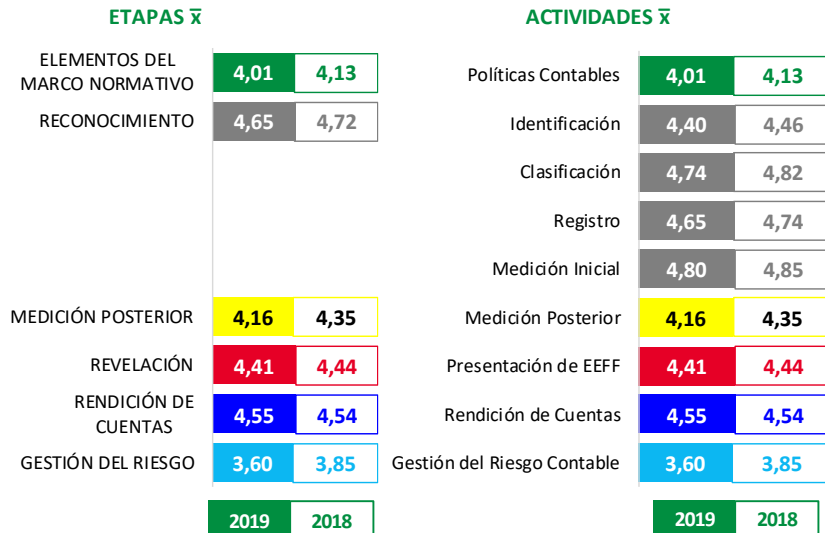 ETAPAS x̅
ACTIVIDADES x̅
ELEMENTOS DEL
MARCO NORMATIVO
4,01 4,13
Políticas Contables 4,01 4,13
RECONOCIMIENTO 4,65 4,72
Identificación 4,40 4,46
Clasificación 4,74 4,82
Registro 4,65 4,74
Medición Inicial 4,80 4,85
MEDICIÓN POSTERIOR 4,16 4,35
Medición Posterior 4,16 4,35
REVELACIÓN 4,41 4,44
Presentación de EEFF 4,41 4,44
RENDICIÓN DE
CUENTAS
4,55 4,54
Rendición de Cuentas 4,55 4,54
GESTIÓN DEL RIESGO 3,60 3,85
Gestión del Riesgo Contable 3,60 3,85
2019 2018
2019 2018